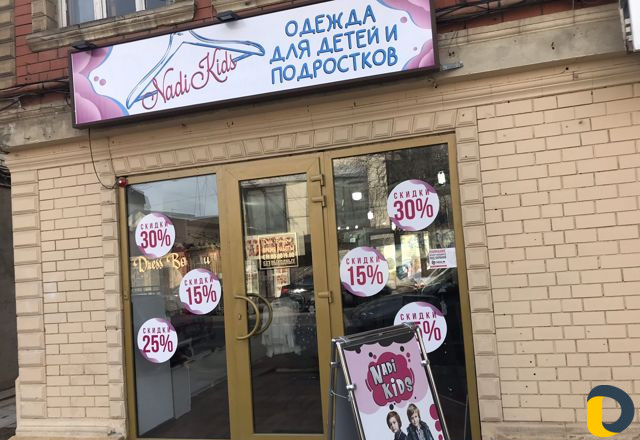 Nadi Kids
ОДЕЖДА
ДЛЯ ДЕТЕЙ И
ПОДРОСТКОВ
СКИДКИ
30%
СКИДКИ
15%
СКИДКИ
25%
СКИДКИ
30%
СКИДКИ
15%
СКИДКИ
5%
NADI
KIDS